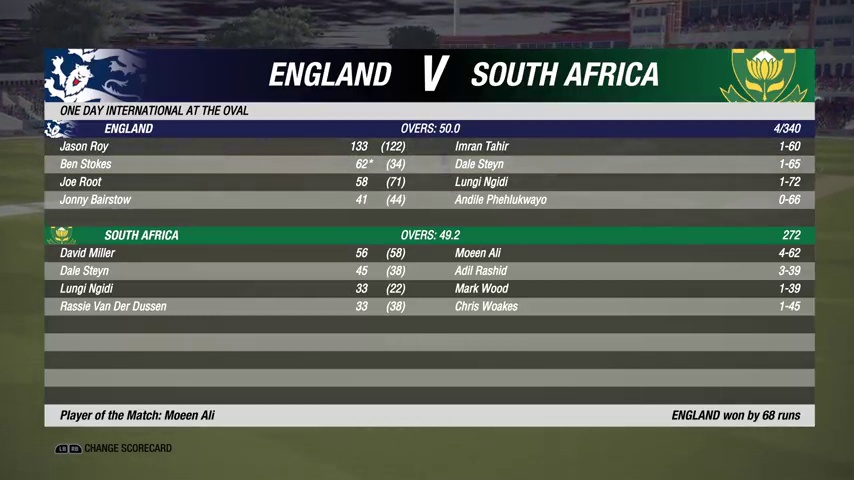 ENGLAND V SOUTH AFRICA
ONE DAY INTERNATIONAL AT THE OVAL
ENGLAND OVERS: 50.0 4/340
Jason Roy 133 (122) Imran Tahir 1-60
Ben Stokes 62* (34) Dale Steyn 1-65
Joe Root 58 (71) Lungi Ngidi 1-72
Jonny Bairstow 41 (44) Andile Phehlukwayo 0-66
SOUTH AFRICA OVERS: 49.2 272
David Miller 56 (58) Moeen Ali 4-62
Dale Steyn 45 (38) Adil Rashid 3-39
Lungi Ngidi 33 (22) Mark Wood 1-39
Rassie Van Der Dussen 33 (38) Chris Woakes 1-45
Player of the Match: Moeen Ali ENGLAND won by 68 runs
LB RB CHANGE SCORECARD